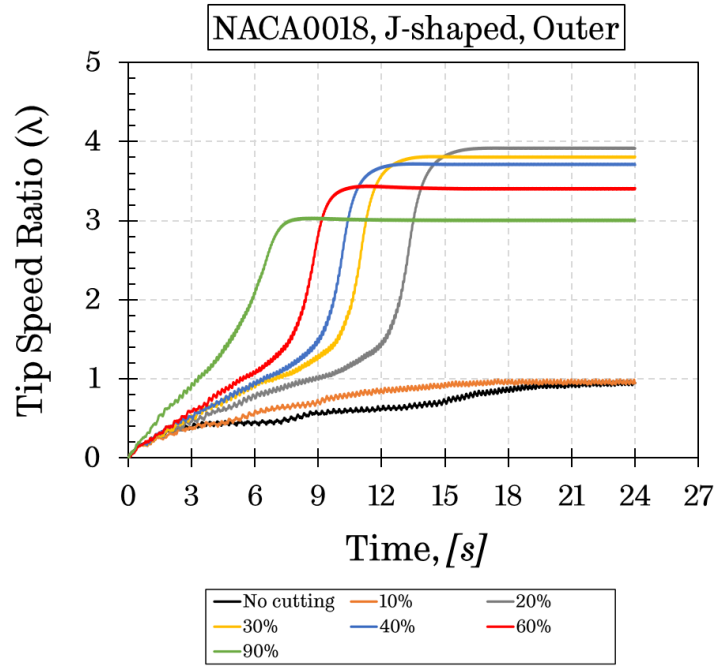 NACA0018, J-shaped, Outer
5
4
3
2
1
0
Tip Speed Ratio (λ)
0 3 6 9 12 15 18 21 24 27
Time, [s]
No cutting 10% 20%
30% 40% 60%
90%